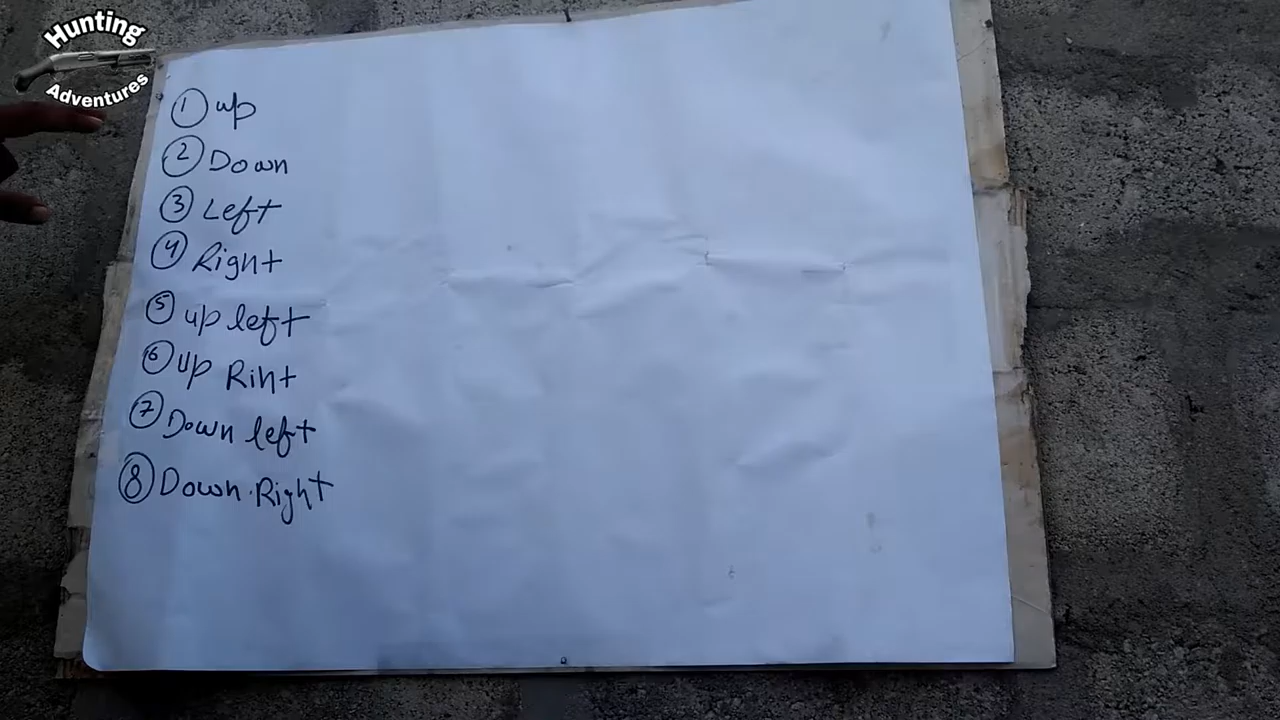 Hunting
Adventures
1 up
2 Down
3 Left
4 Right
5 up left
6 up Riht
7 Down left
8 Down.Right